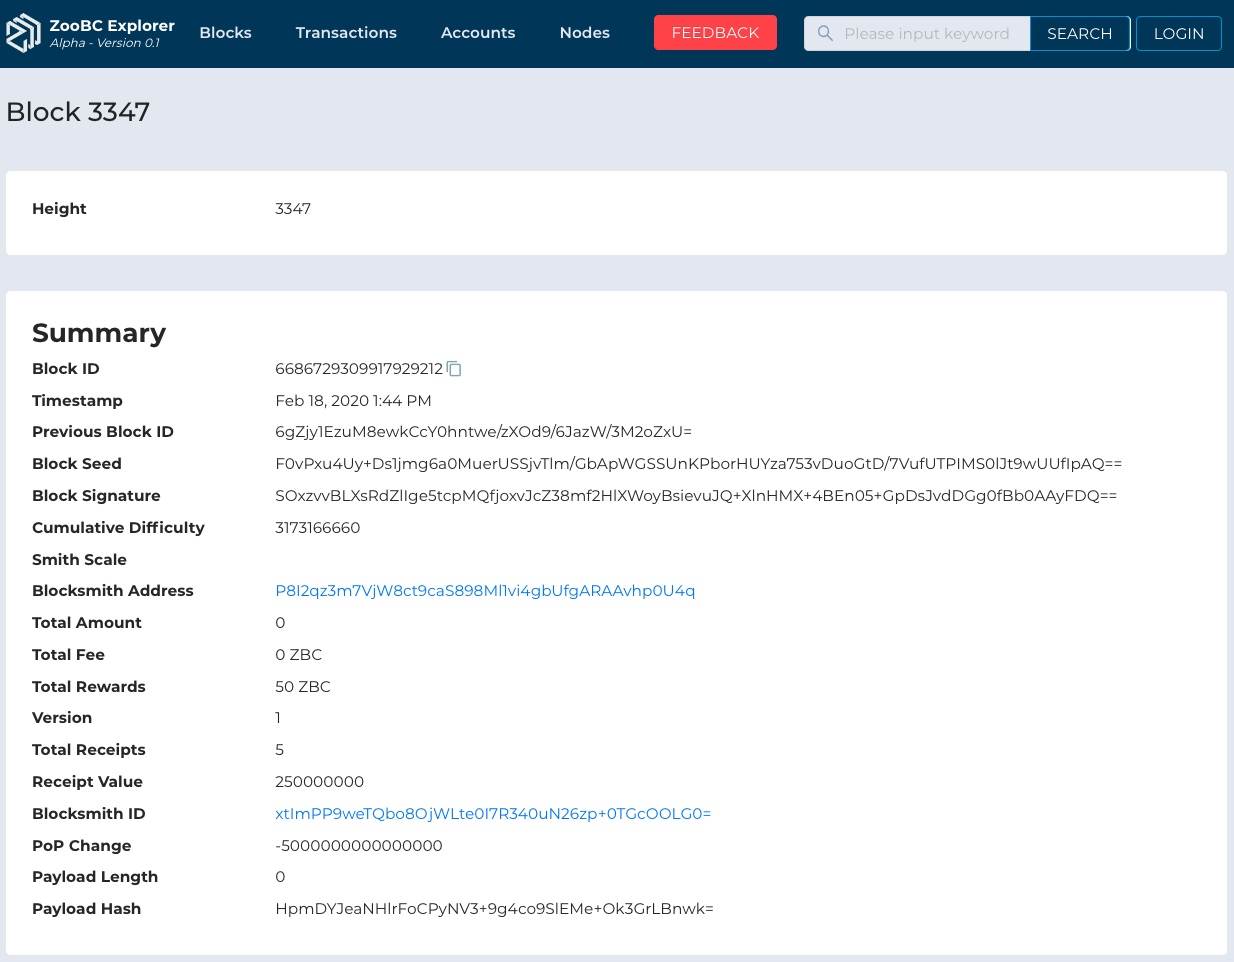 ZooBC Explorer
Alpha - Version 0.1
Blocks Transactions Accounts Nodes FEEDBACK Please input keyword SEARCH LOGIN
Block 3347
Height 3347
Summary
Block ID 6686729309917929212
Timestamp Feb 18, 2020 1:44 PM
Previous Block ID 6gZjy1EzuM8ewkCcY0hntwe/zXOd9/6JazW/3M2oZxU=
Block Seed F0vPxu4Uy+Ds1jmg6a0MuerUSSjvTlm/GbApWGSSUnKPborHUYza753vDuoGtD/7VufUTPIMS0lJt9wUUfIpAQ==
Block Signature SOxzvvBLXsRdZlIge5tcpMQfjoxvJcZ38mf2HlXWoyBsievuJQ+XlnHMX+4BEn05+GpDsJvdDGg0fBb0AAyFDQ==
Cumulative Difficulty 3173166660
Smith Scale
Blocksmith Address P8I2qz3m7VjW8ct9caS898Ml1vi4gbUfgARAAvhp0U4q
Total Amount 0
Total Fee 0 ZBC
Total Rewards 50 ZBC
Version 1
Total Receipts 5
Receipt Value 250000000
Blocksmith ID xtImPP9weTQbo8OjWLte0I7R340uN26zp+0TGcOOLG0=
PoP Change -5000000000000000
Payload Length 0
Payload Hash HpmDYJeaNHlrFoCPyNV3+9g4co9SlEMe+Ok3GrLBnwk=